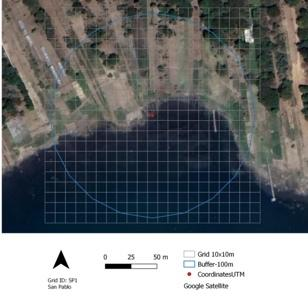 0 25 50 m
Grid 10x10m
Buffer-100m
CoordinatesUTM
Grid ID: SP1
San Pablo
Google Satellite